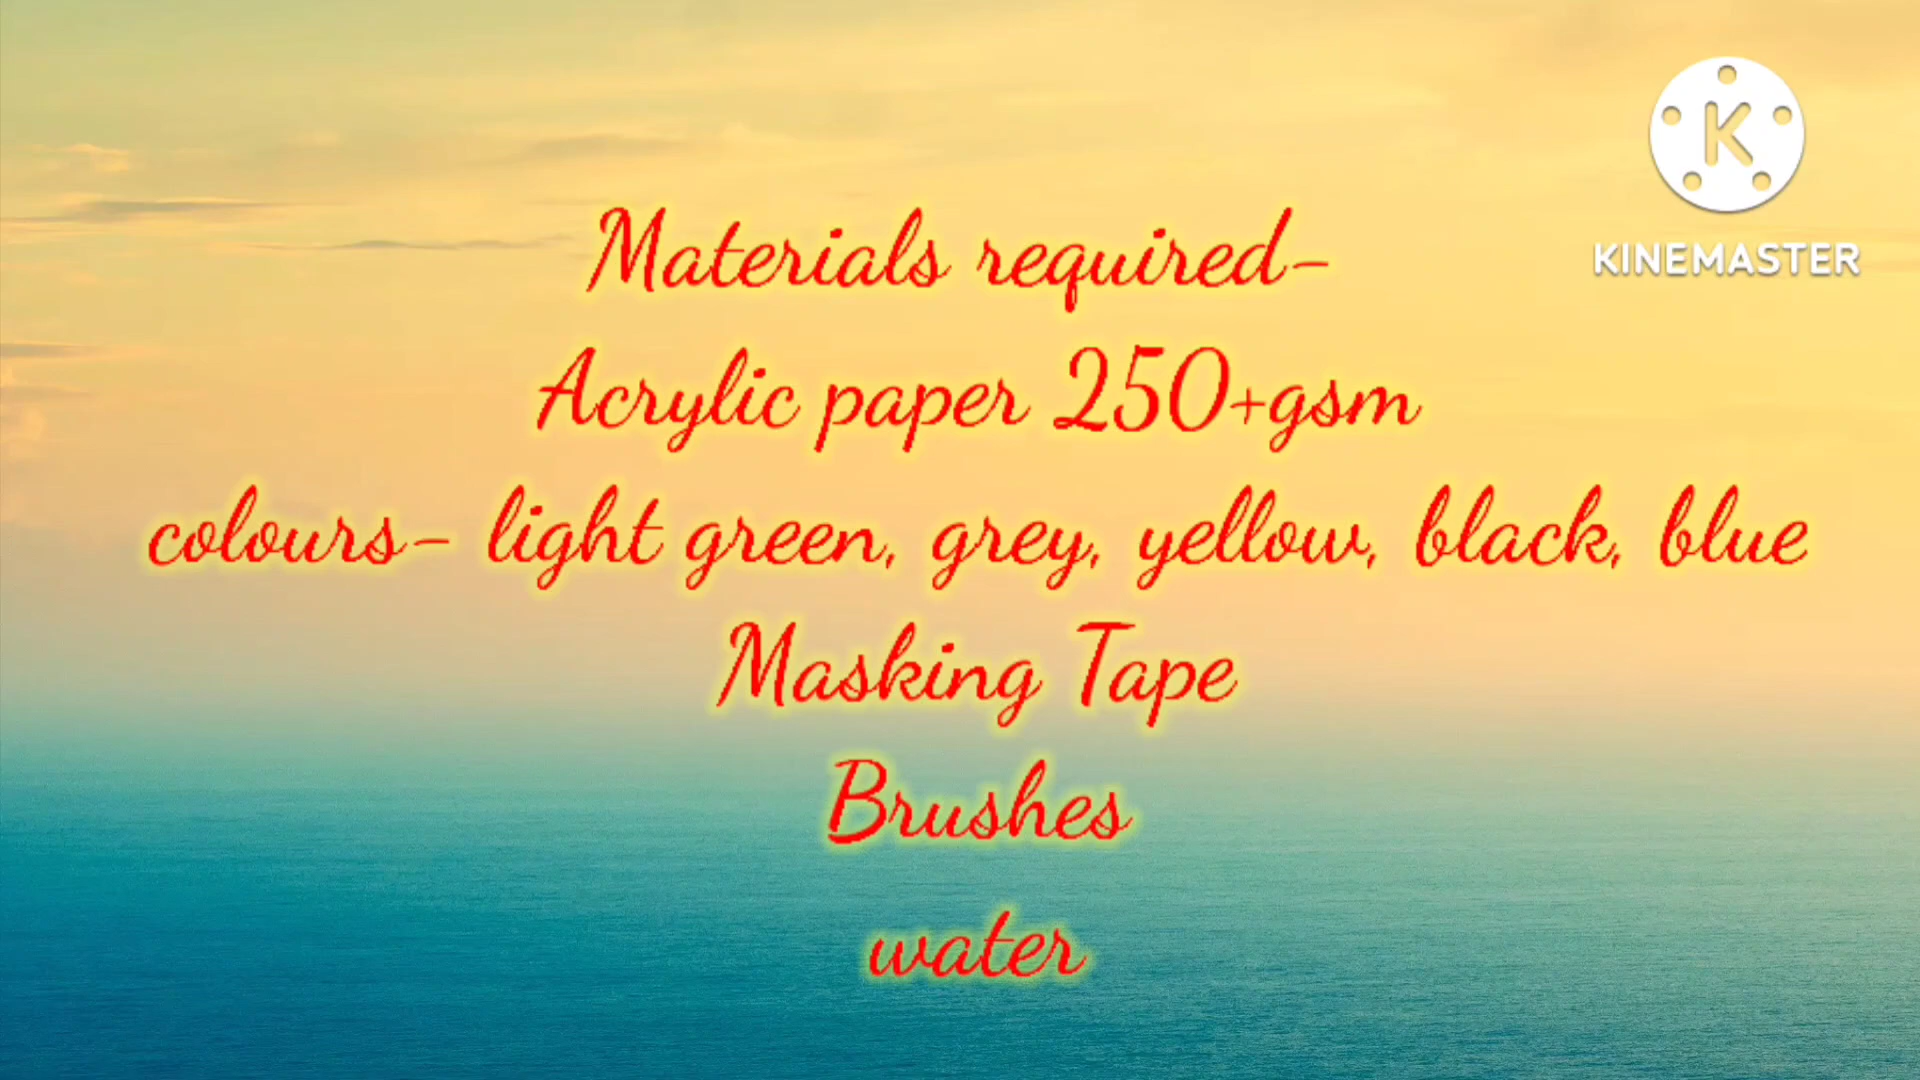 K
KINEMASTER
Materials required-
Acrylic paper 250+gsm
colours- light green, grey, yellow, black, blue
Masking Tape
Brushes
water